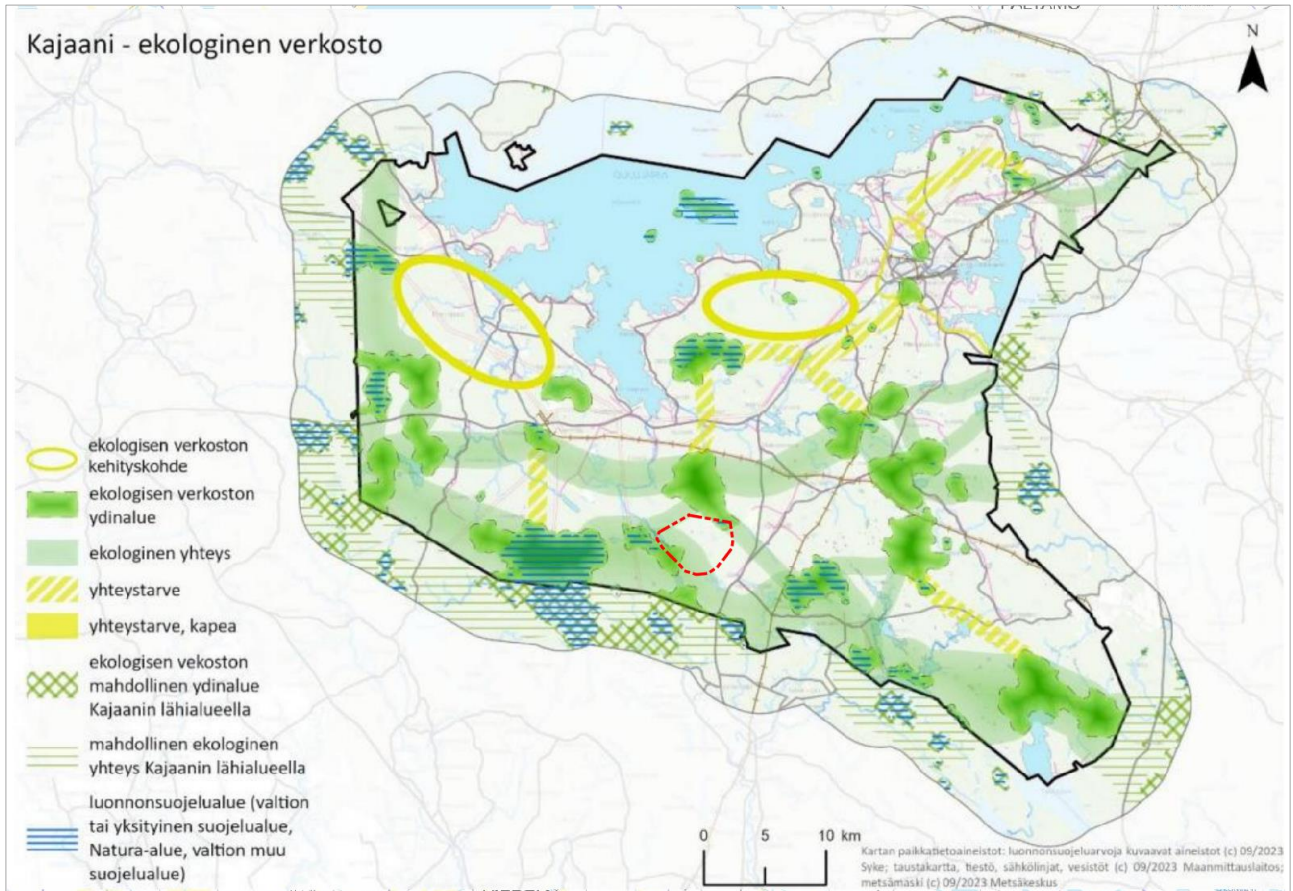 Kajaani - ekologinen verkosto
N
ekologisen verkoston
kehityskohde
ekologisen verkoston
ydinalue
ekologinen yhteys
yhteystarve
yhteystarve, kapea
ekologisen vekoston
mahdollinen ydinalue
Kajaanin lähialueella
mahdollinen ekologinen
yhteys Kajaanin lähialueella
luonnonsuojelualue (valtion
tai yksityinen suojelualue,
Natura-alue, valtion muu
suojelualue)
0 5 10 km
Kartan paikkatietoaineistot: luonnonsuojeluarvoja kuvaavat aineistot (c) 09/2023
Syke; taustakartta, tiestö, sähkölinjat, vesistöt (c) 09/2023 Maanmittauslaitos;
metsämaski (c) 09/2023 Metsäkeskus